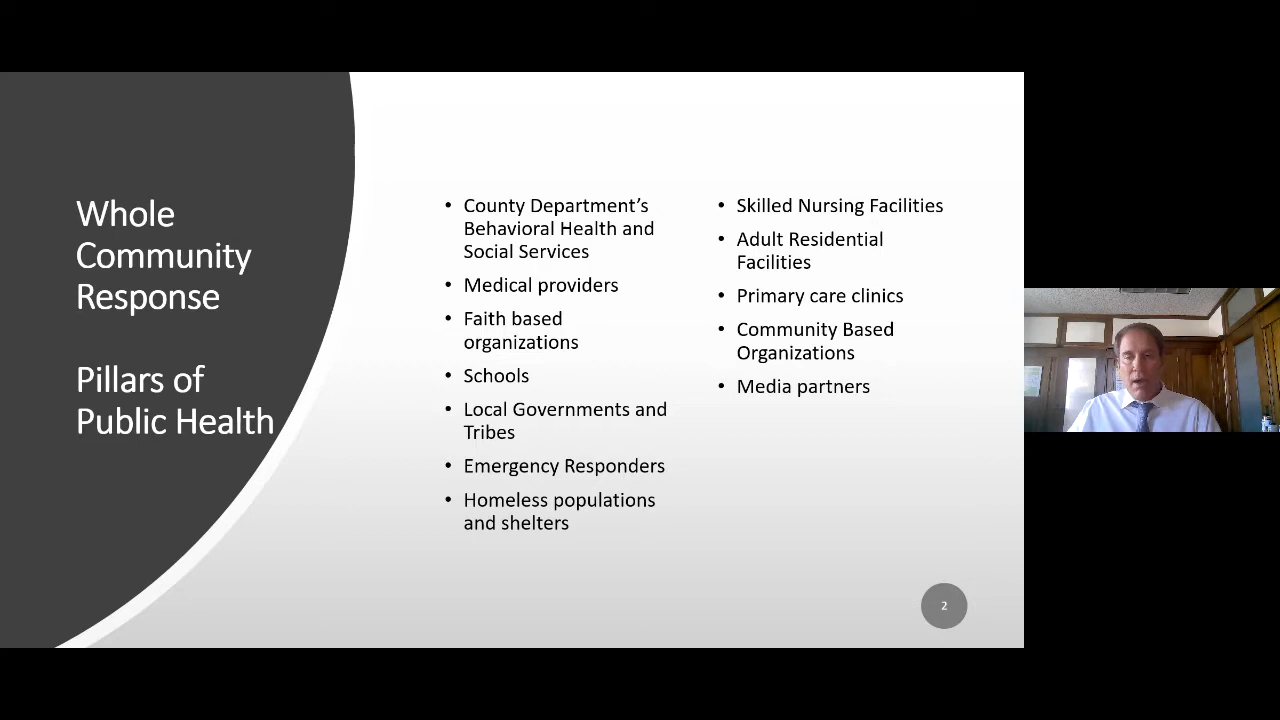 Whole
Community
Response
Pillars of
Public Health
• County Department’s
Behavioral Health and
Social Services
• Medical providers
• Faith based
organizations
• Schools
• Local Governments and
Tribes
• Emergency Responders
• Homeless populations
and shelters
• Skilled Nursing Facilities
• Adult Residential
Facilities
• Primary care clinics
• Community Based
Organizations
• Media partners
2